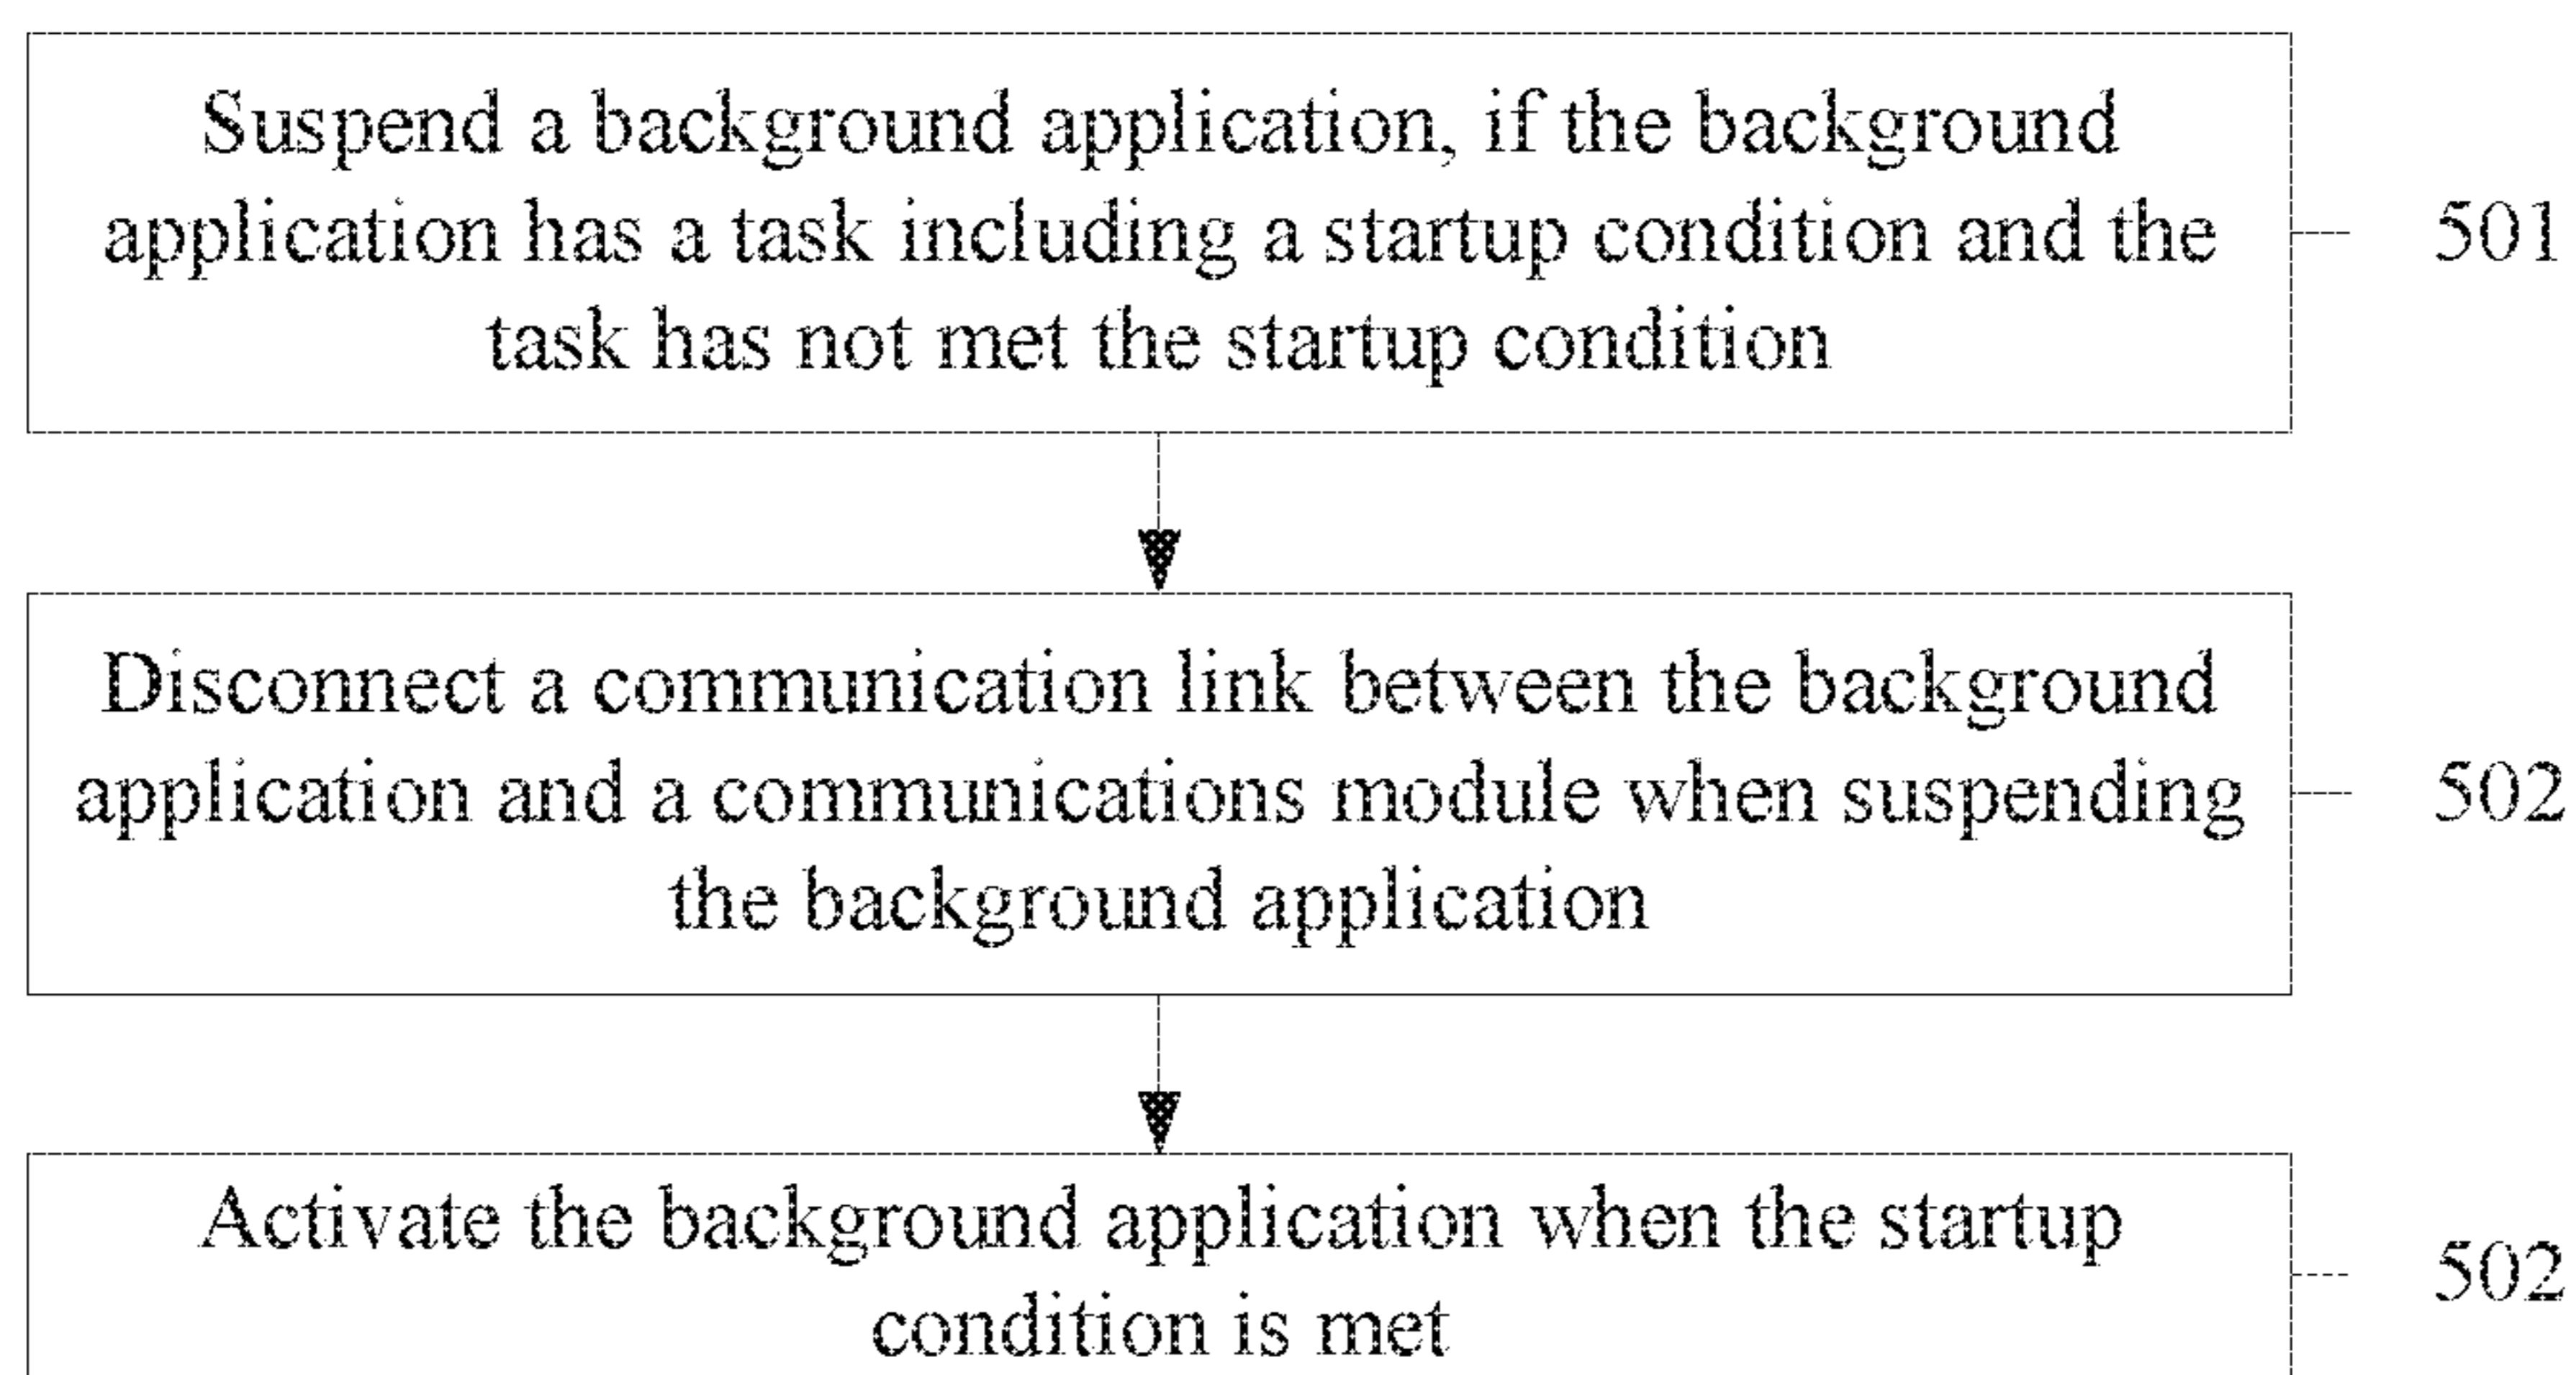 Suspend a background application, if the background
application has a task including a startup condition and the
task has not met the startup condition
501
Disconnect a communication link between the background
application and a communications module when suspending
the background application
502
Activate the background application when the startup
condition is met
502